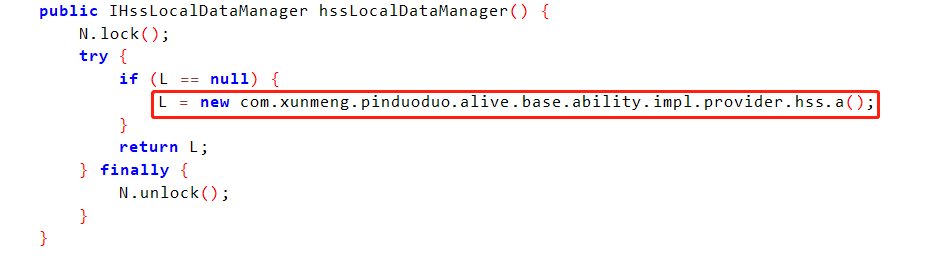 public IHssLocalDataManager hssLocalDataManager() {
    N.lock();
    try {
        if (L == null) {
            L = new com.xunmeng.pinduoduo.alive.base.ability.impl.provider.hss.a();
        }
        return L;
    } finally {
        N.unlock();
    }
}